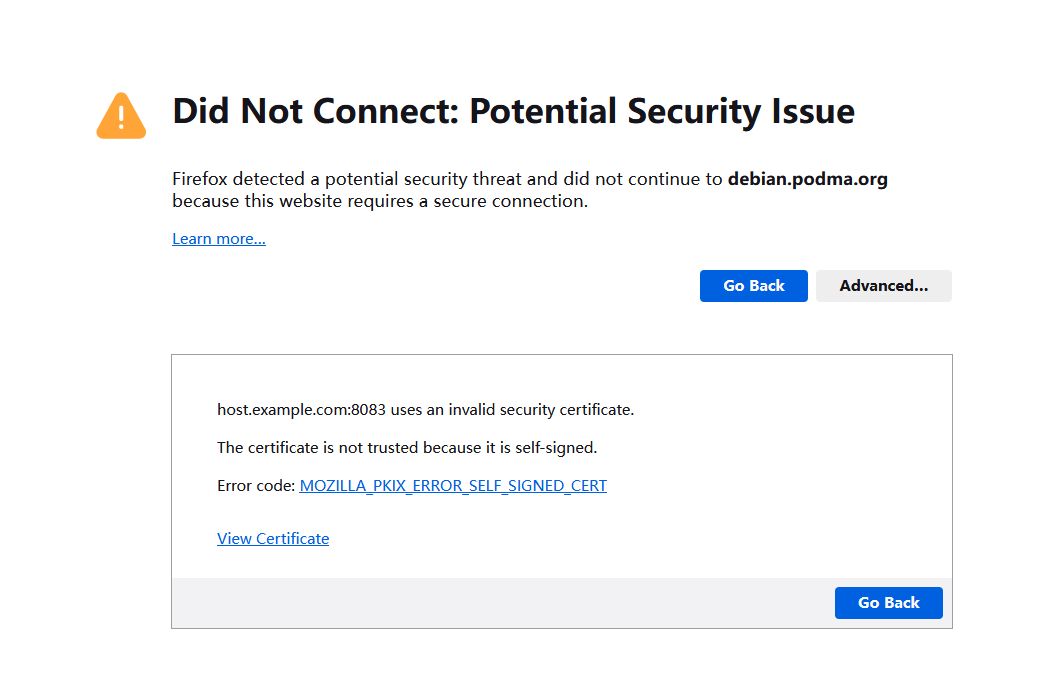 Did Not Connect: Potential Security Issue
Firefox detected a potential security threat and did not continue to debian.podma.org
because this website requires a secure connection.
Learn more...
Go Back
Advanced...
host.example.com:8083 uses an invalid security certificate.
The certificate is not trusted because it is self-signed.
Error code: MOZILLA_PKIX_ERROR_SELF_SIGNED_CERT
View Certificate
Go Back